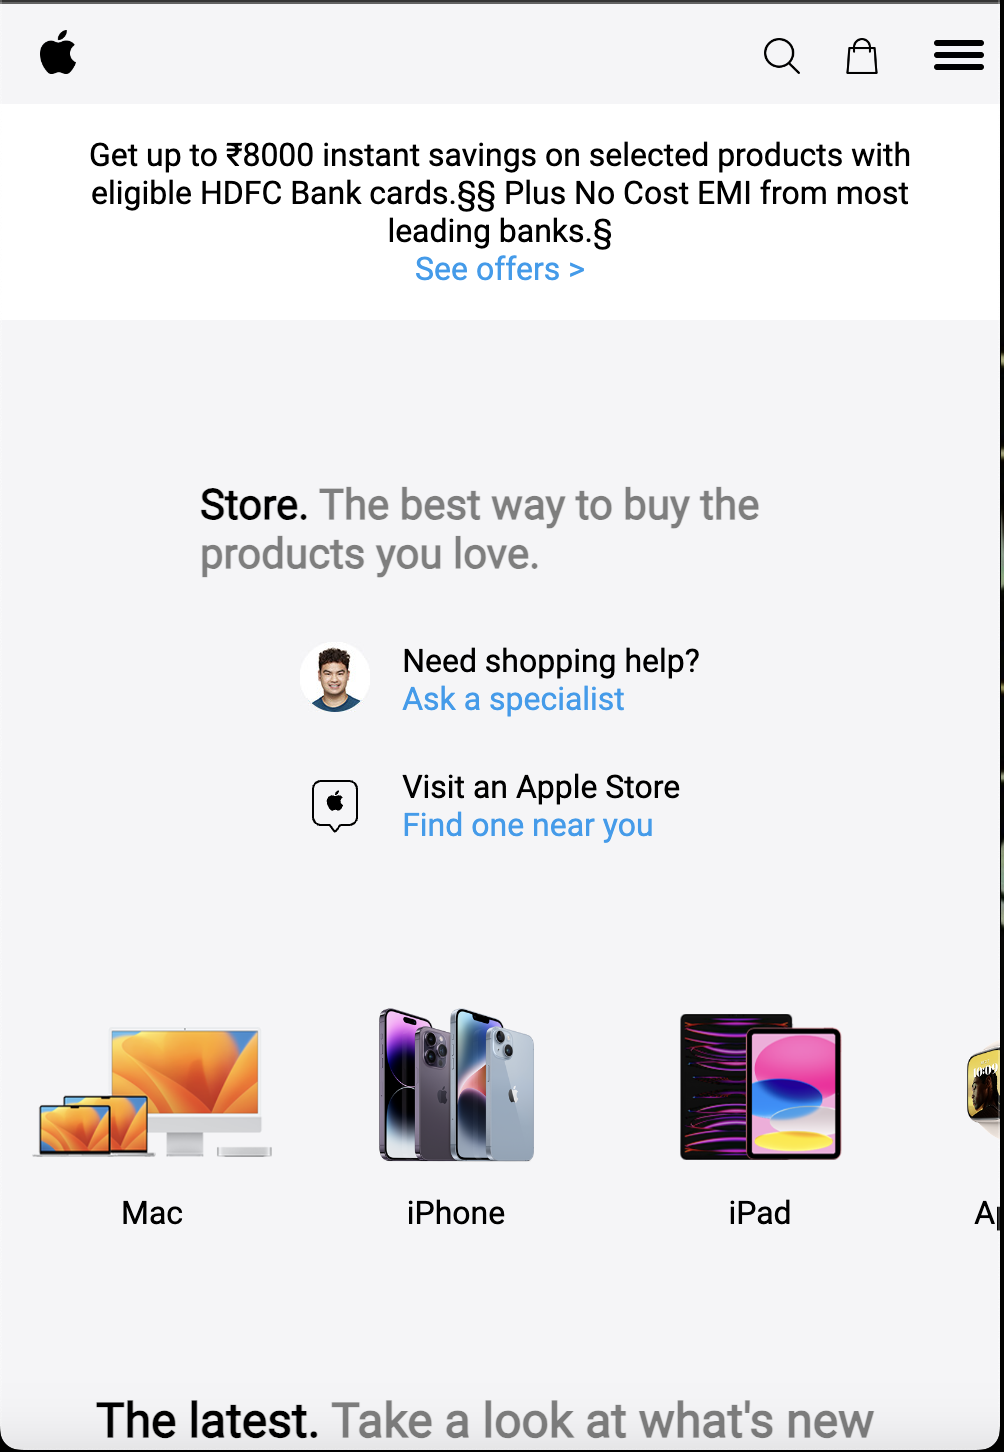 Get up to ₹8000 instant savings on selected products with
eligible HDFC Bank cards.§§ Plus No Cost EMI from most
leading banks.§
See offers >
Store. The best way to buy the
products you love.
Need shopping help?
Ask a specialist
Visit an Apple Store
Find one near you
10:09
Mac
iPhone
iPad
The latest. Take a look at what's new